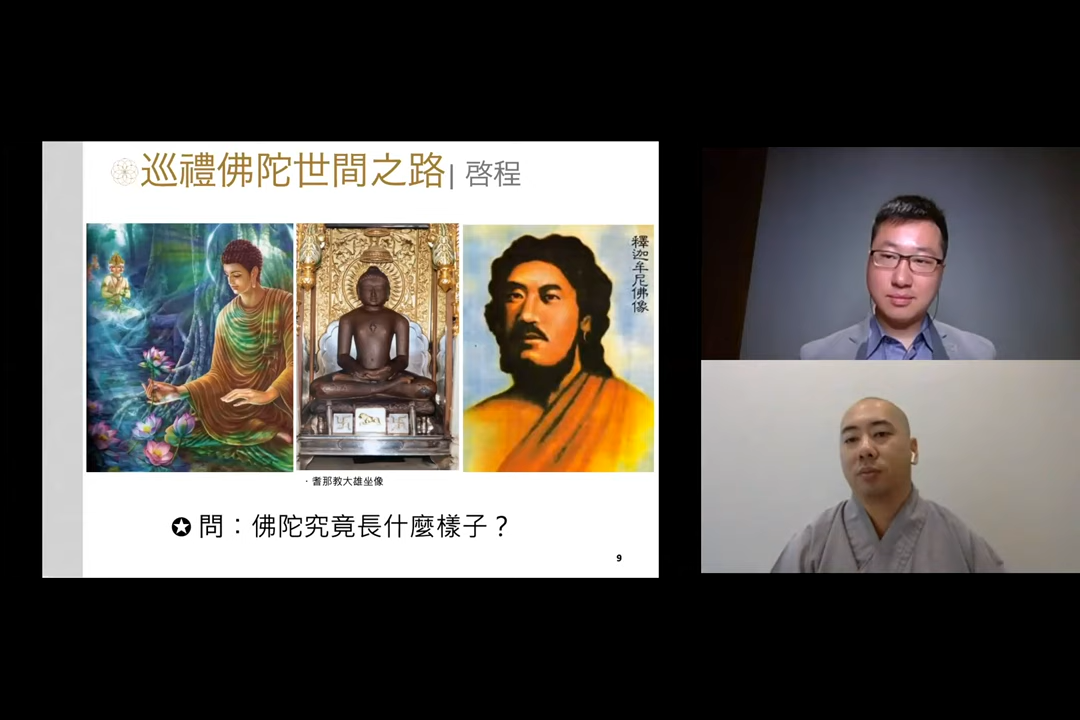 巡禮佛陀世間之路| 啓程
釋迦牟尼佛像
·耆那教大雄坐像
✪ 問：佛陀究竟長什麼樣子？
9